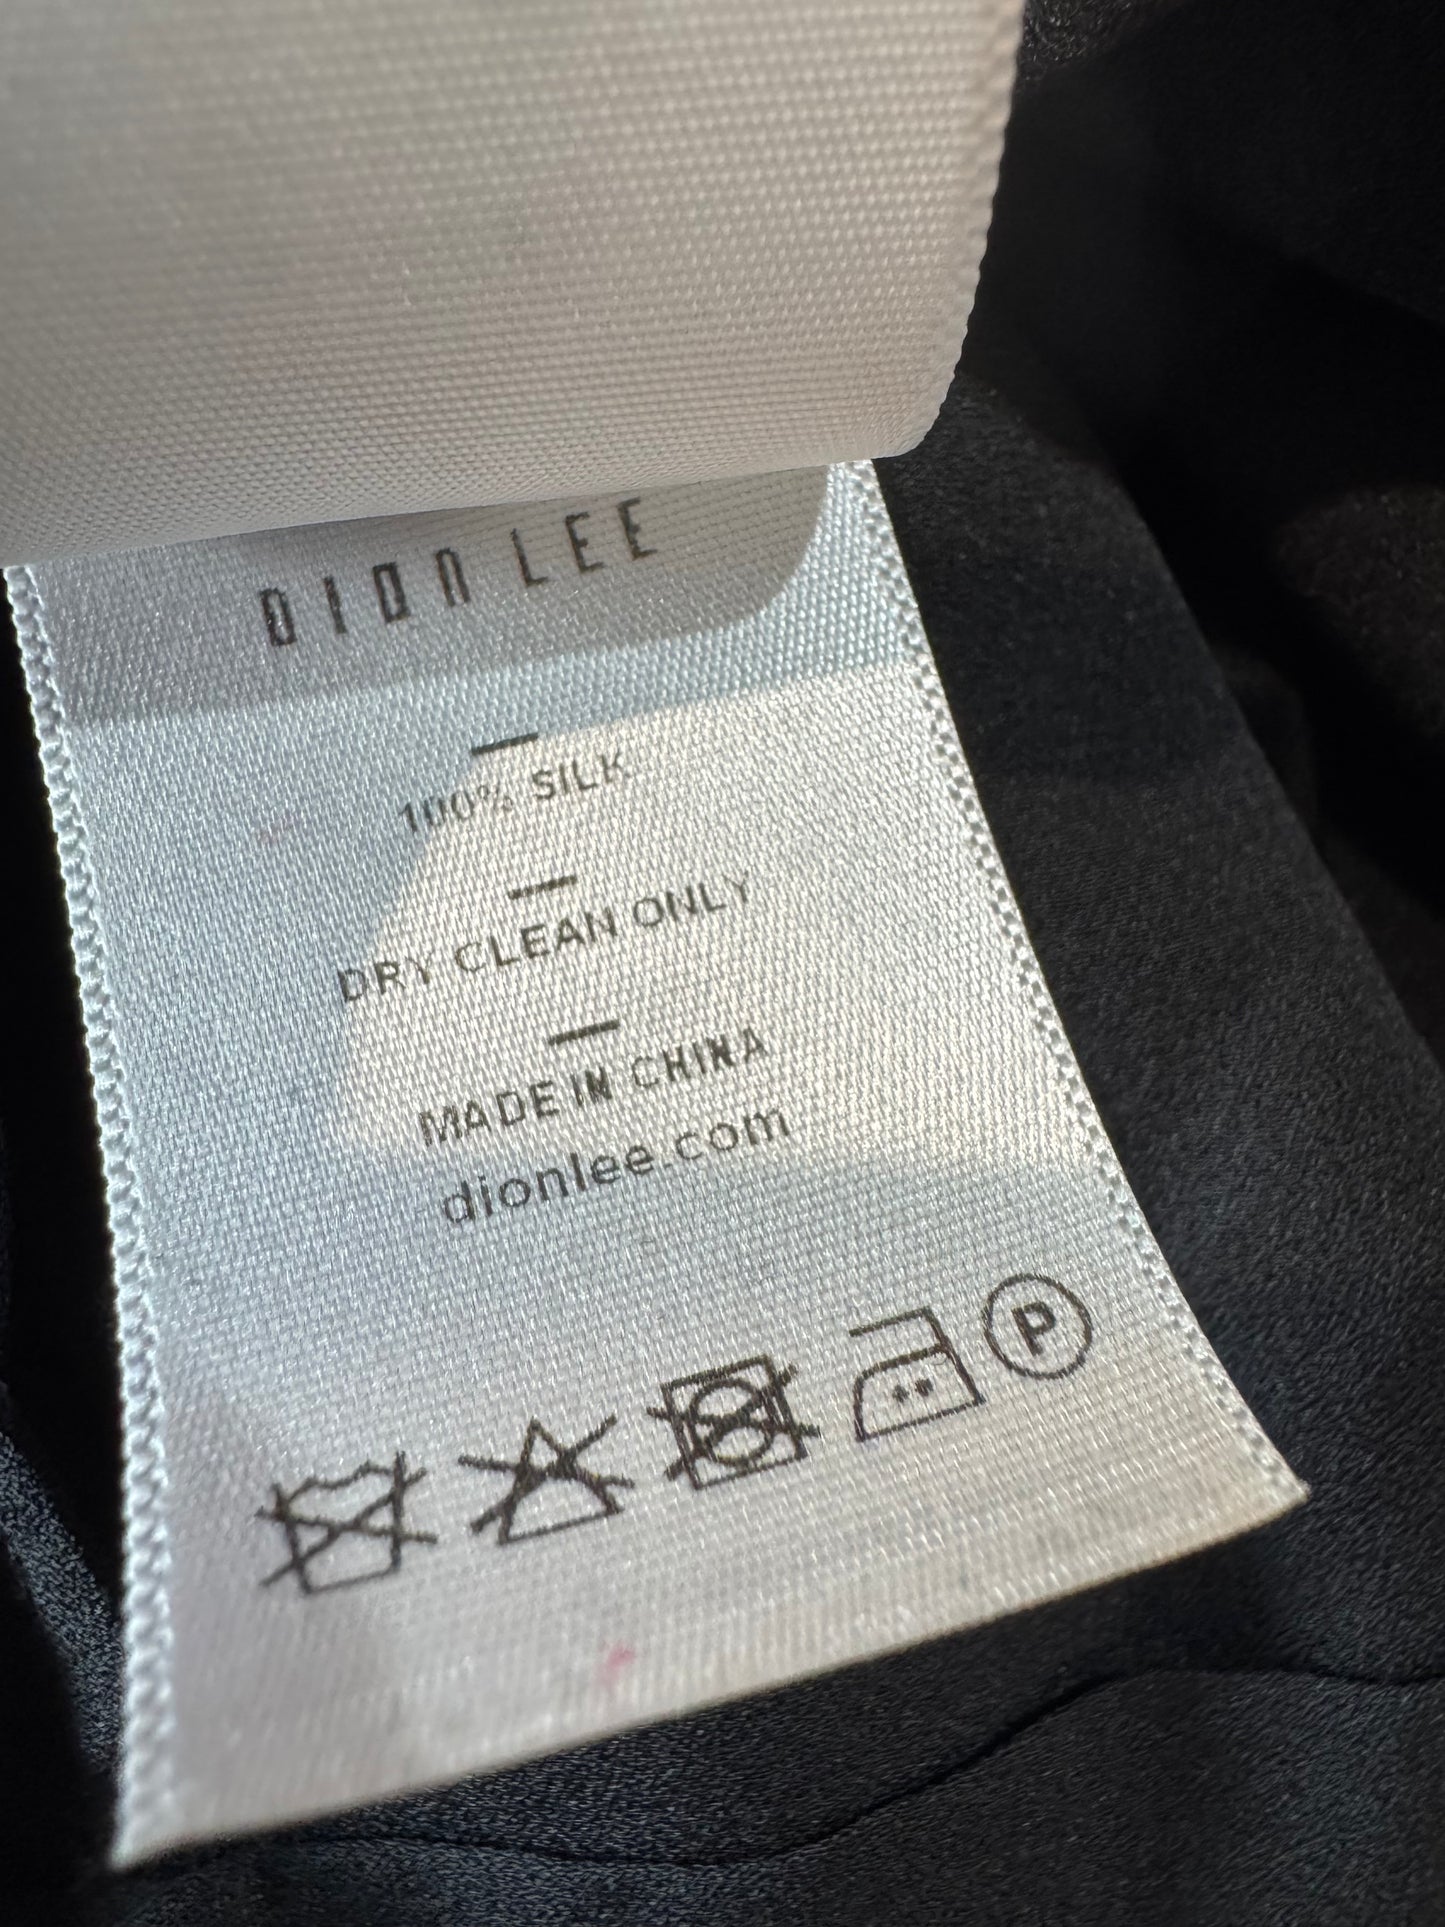 DION LEE
100% SILK
DRY CLEAN ONLY
MADE IN CHINA
dionlee.com
P